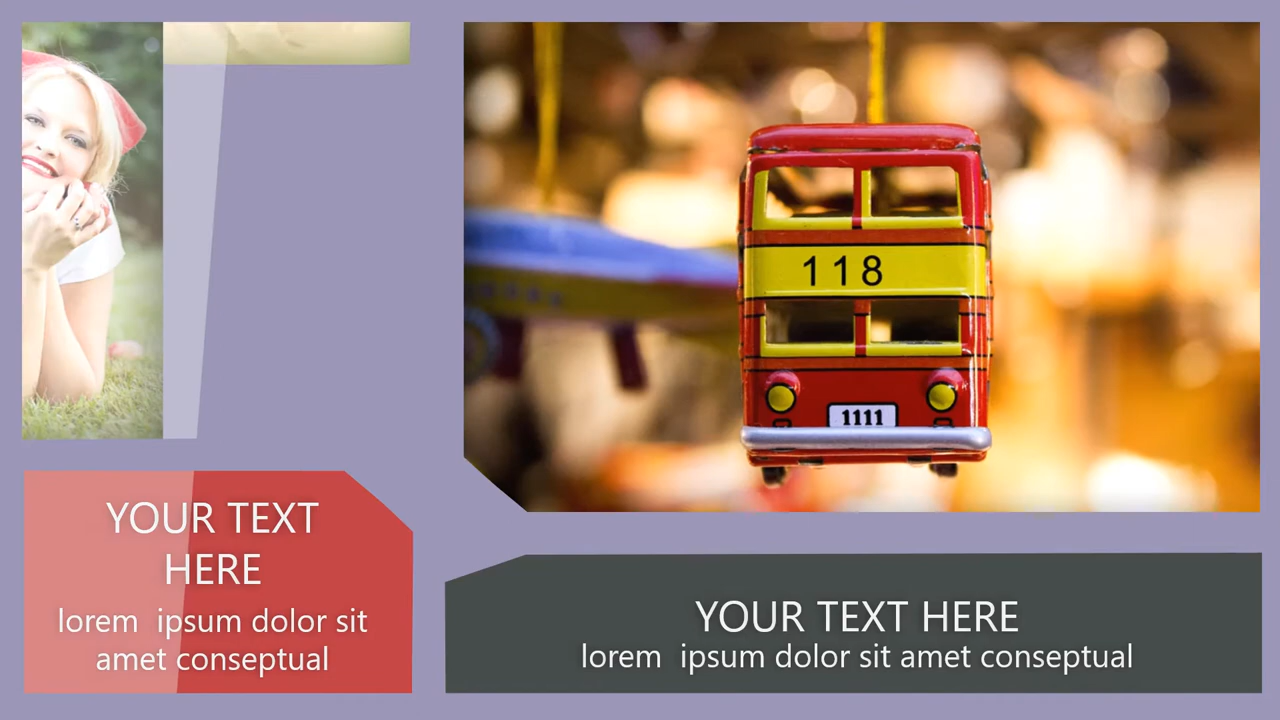 118
1111
YOUR TEXT
HERE
lorem  ipsum dolor sit
amet conseptual
YOUR TEXT HERE
lorem  ipsum dolor sit amet conseptual